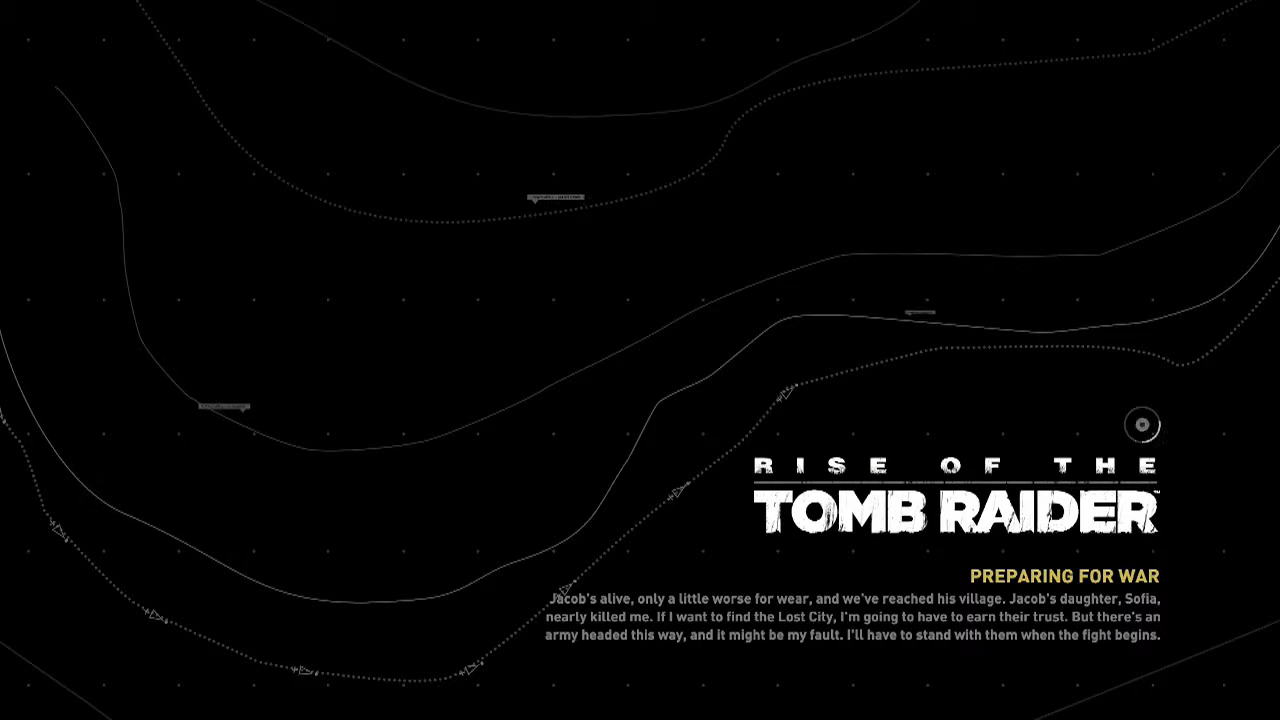 RISE OF THE
TOMB RAIDER
PREPARING FOR WAR
Jacob's alive, only a little worse for wear, and we've reached his village. Jacob's daughter, Sofia,
nearly killed me. If I want to find the Lost City, I'm going to have to earn their trust. But there's an
army headed this way, and it might be my fault. I'll have to stand with them when the fight begins.